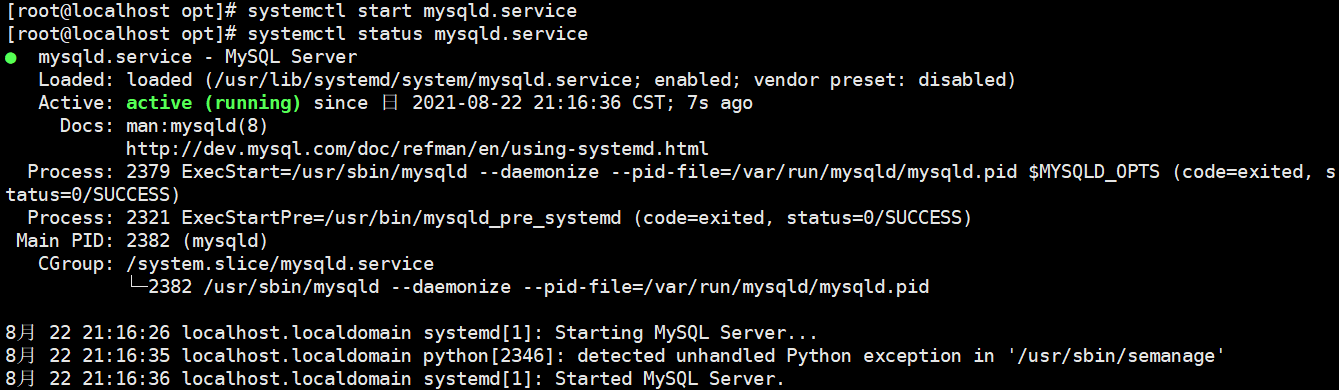 [root@localhost opt]# systemctl start mysqld.service
[root@localhost opt]# systemctl status mysqld.service
● mysqld.service - MySQL Server
Loaded: loaded (/usr/lib/systemd/system/mysqld.service; enabled; vendor preset: disabled)
Active: active (running) since 日 2021-08-22 21:16:36 CST; 7s ago
Docs: man:mysqld(8)
http://dev.mysql.com/doc/refman/en/using-systemd.html
Process: 2379 ExecStart=/usr/sbin/mysqld --daemonize --pid-file=/var/run/mysqld/mysqld.pid $MYSQLD_OPTS (code=exited, s
tatus=0/SUCCESS)
Process: 2321 ExecStartPre=/usr/bin/mysqld_pre_systemd (code=exited, status=0/SUCCESS)
Main PID: 2382 (mysqld)
CGroup: /system.slice/mysqld.service
└─2382 /usr/sbin/mysqld --daemonize --pid-file=/var/run/mysqld/mysqld.pid
8月 22 21:16:26 localhost.localdomain systemd[1]: Starting MySQL Server...
8月 22 21:16:35 localhost.localdomain python[2346]: detected unhandled Python exception in '/usr/sbin/semanage'
8月 22 21:16:36 localhost.localdomain systemd[1]: Started MySQL Server.